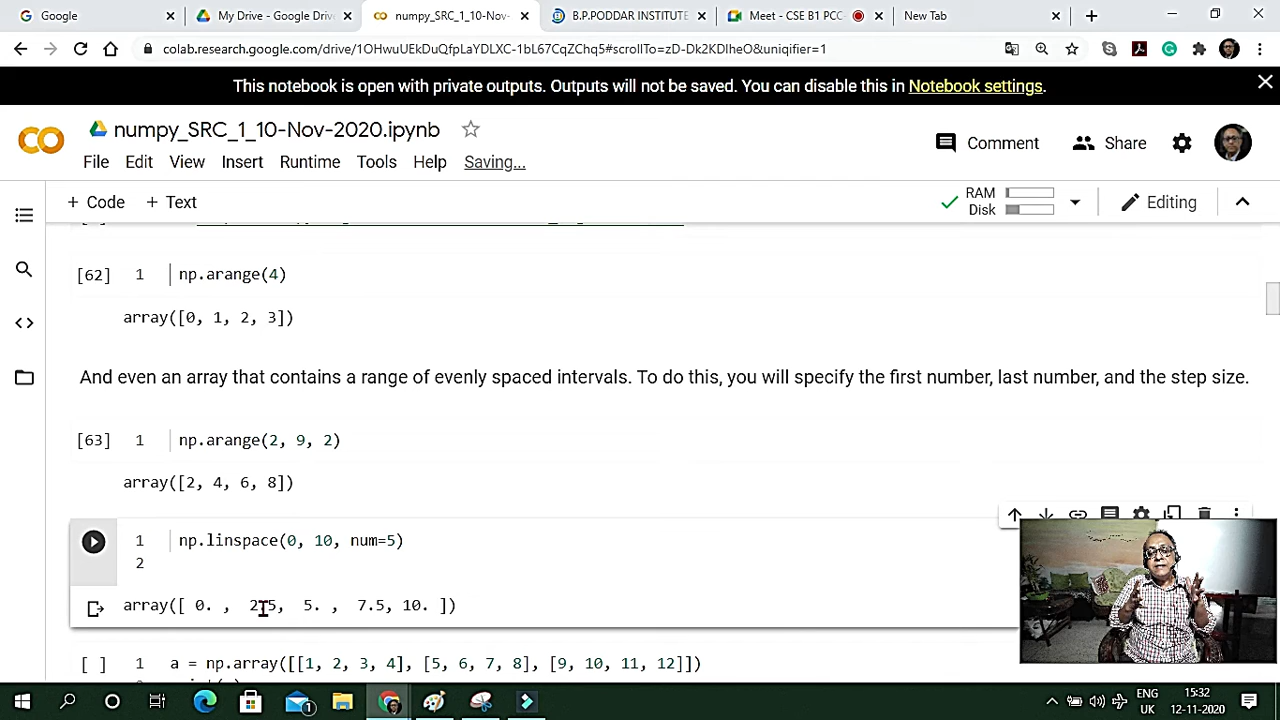 Google
My Drive - Google Driv
numpy_SRC_1_10-Nov-
B.P.PODDAR INSTITUTE
Meet - CSE B1 PCC-
New Tab
colab.research.google.com/drive/1OHwuUEkDuQfpLaYDLXC-1bL67CqZChq5#scrollTo=zD-Dk2KDIheO&uniqifier=1
This notebook is open with private outputs. Outputs will not be saved. You can disable this in Notebook settings.
numpy_SRC_1_10-Nov-2020.ipynb
Comment
Share
File Edit View Insert Runtime Tools Help Saving...
+ Code + Text
RAM
Disk
Editing
[62] 1 np.arange(4)
array([0, 1, 2, 3])
And even an array that contains a range of evenly spaced intervals. To do this, you will specify the first number, last number, and the step size.
[63] 1 np.arange(2, 9, 2)
array([2, 4, 6, 8])
1 np.linspace(0, 10, num=5)
2
array([ 0. , 2.5, 5. , 7.5, 10. ])
[ ] 1 a = np.array([[1, 2, 3, 4], [5, 6, 7, 8], [9, 10, 11, 12]])
ENG
UK
15:32
12-11-2020